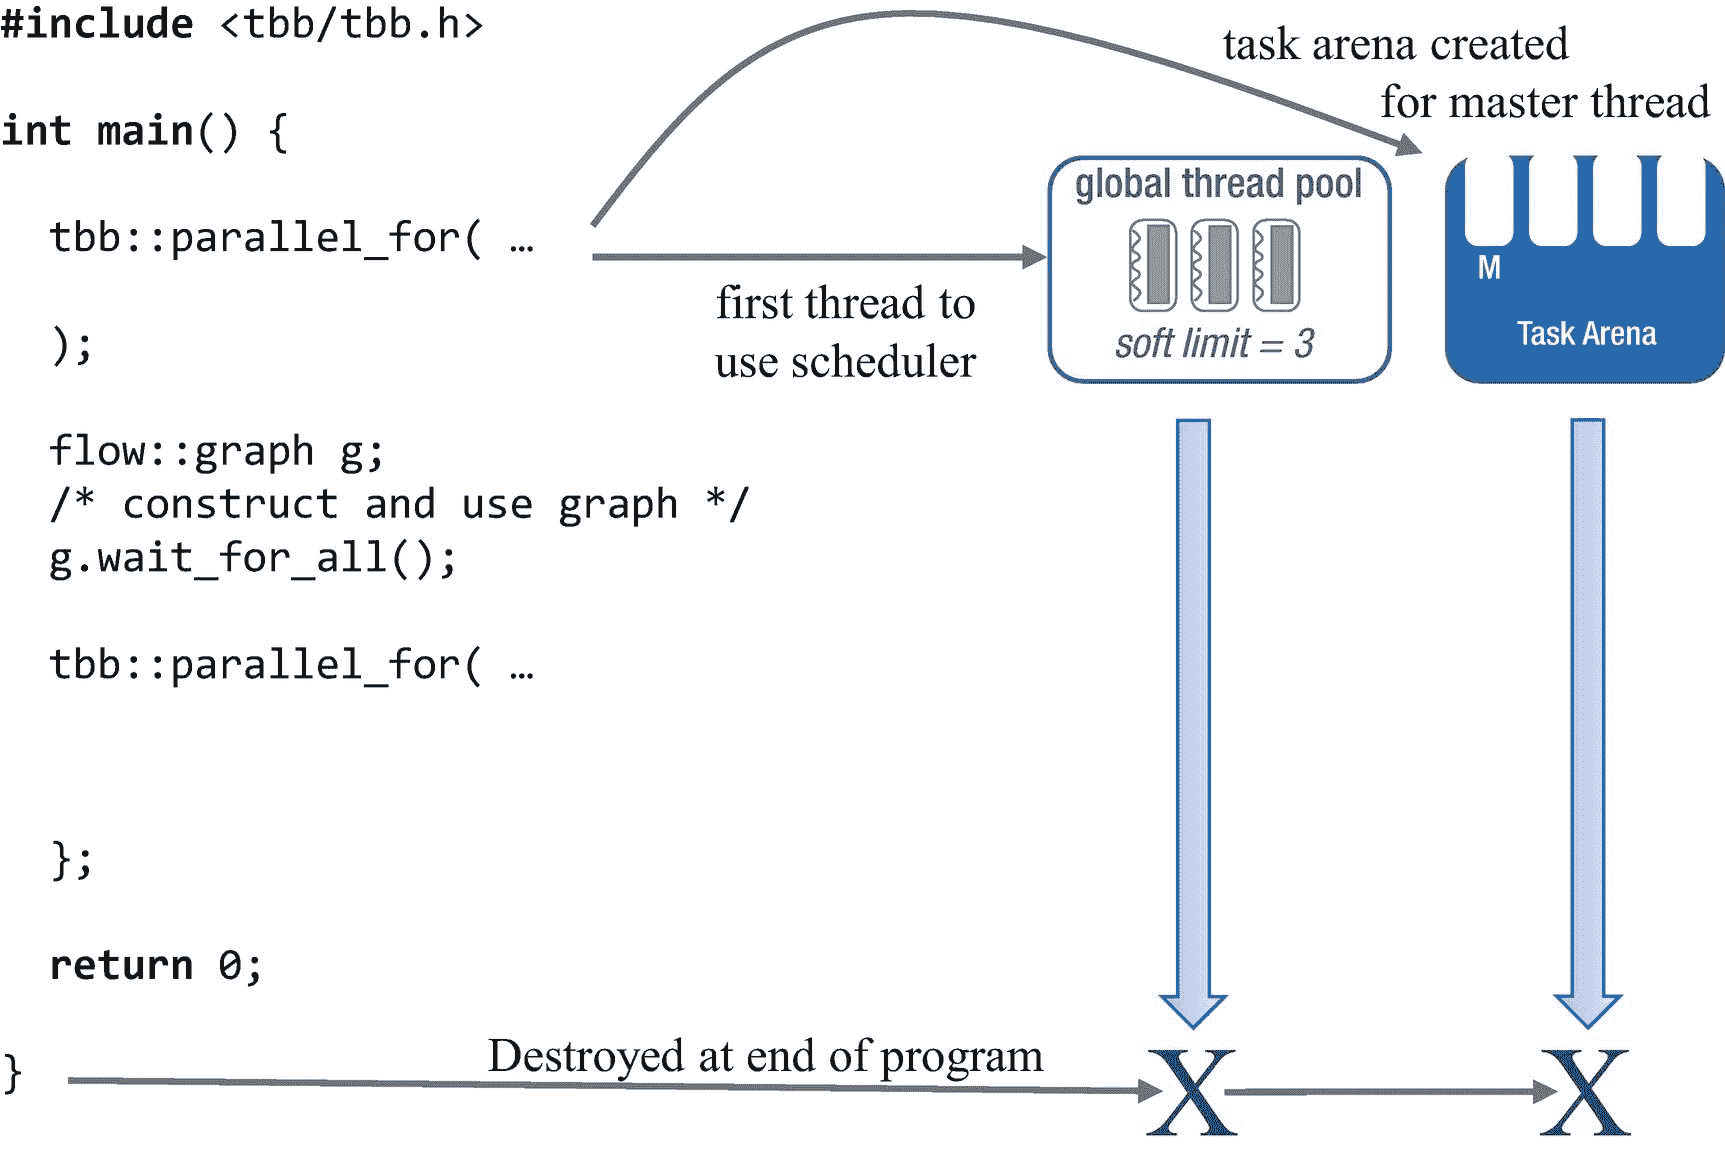 #include <tbb/tbb.h>
int main() {
tbb::parallel_for( …
);
flow::graph g;
/* construct and use graph */
g.wait_for_all();
tbb::parallel_for( …
};
return 0;
}
task arena created
for master thread
first thread to
use scheduler
global thread pool
soft limit = 3
M
Task Arena
Destroyed at end of program
X
X